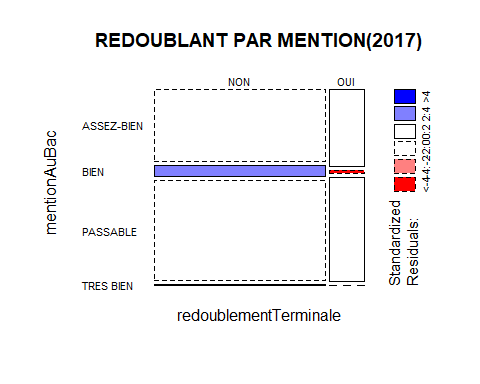 REDOUBLANT PAR MENTION(2017)
NON
OUI
ASSEZ-BIEN
BIEN
PASSABLE
TRES BIEN
mentionAuBac
redoublementTerminale
Standardized
Residuals:
<-4
-4:-2
-2:0
0:2
2:4
>4